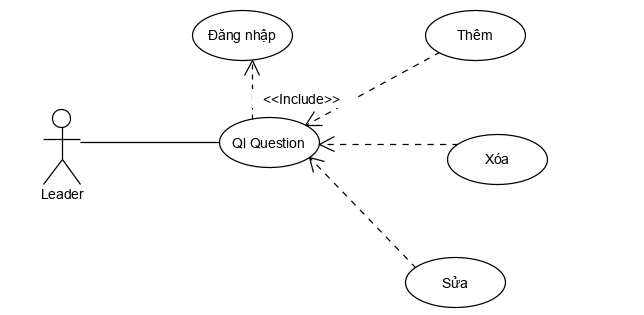 Đăng nhập
Thêm
<<Include>>
QI Question
Xóa
Leader
Sửa